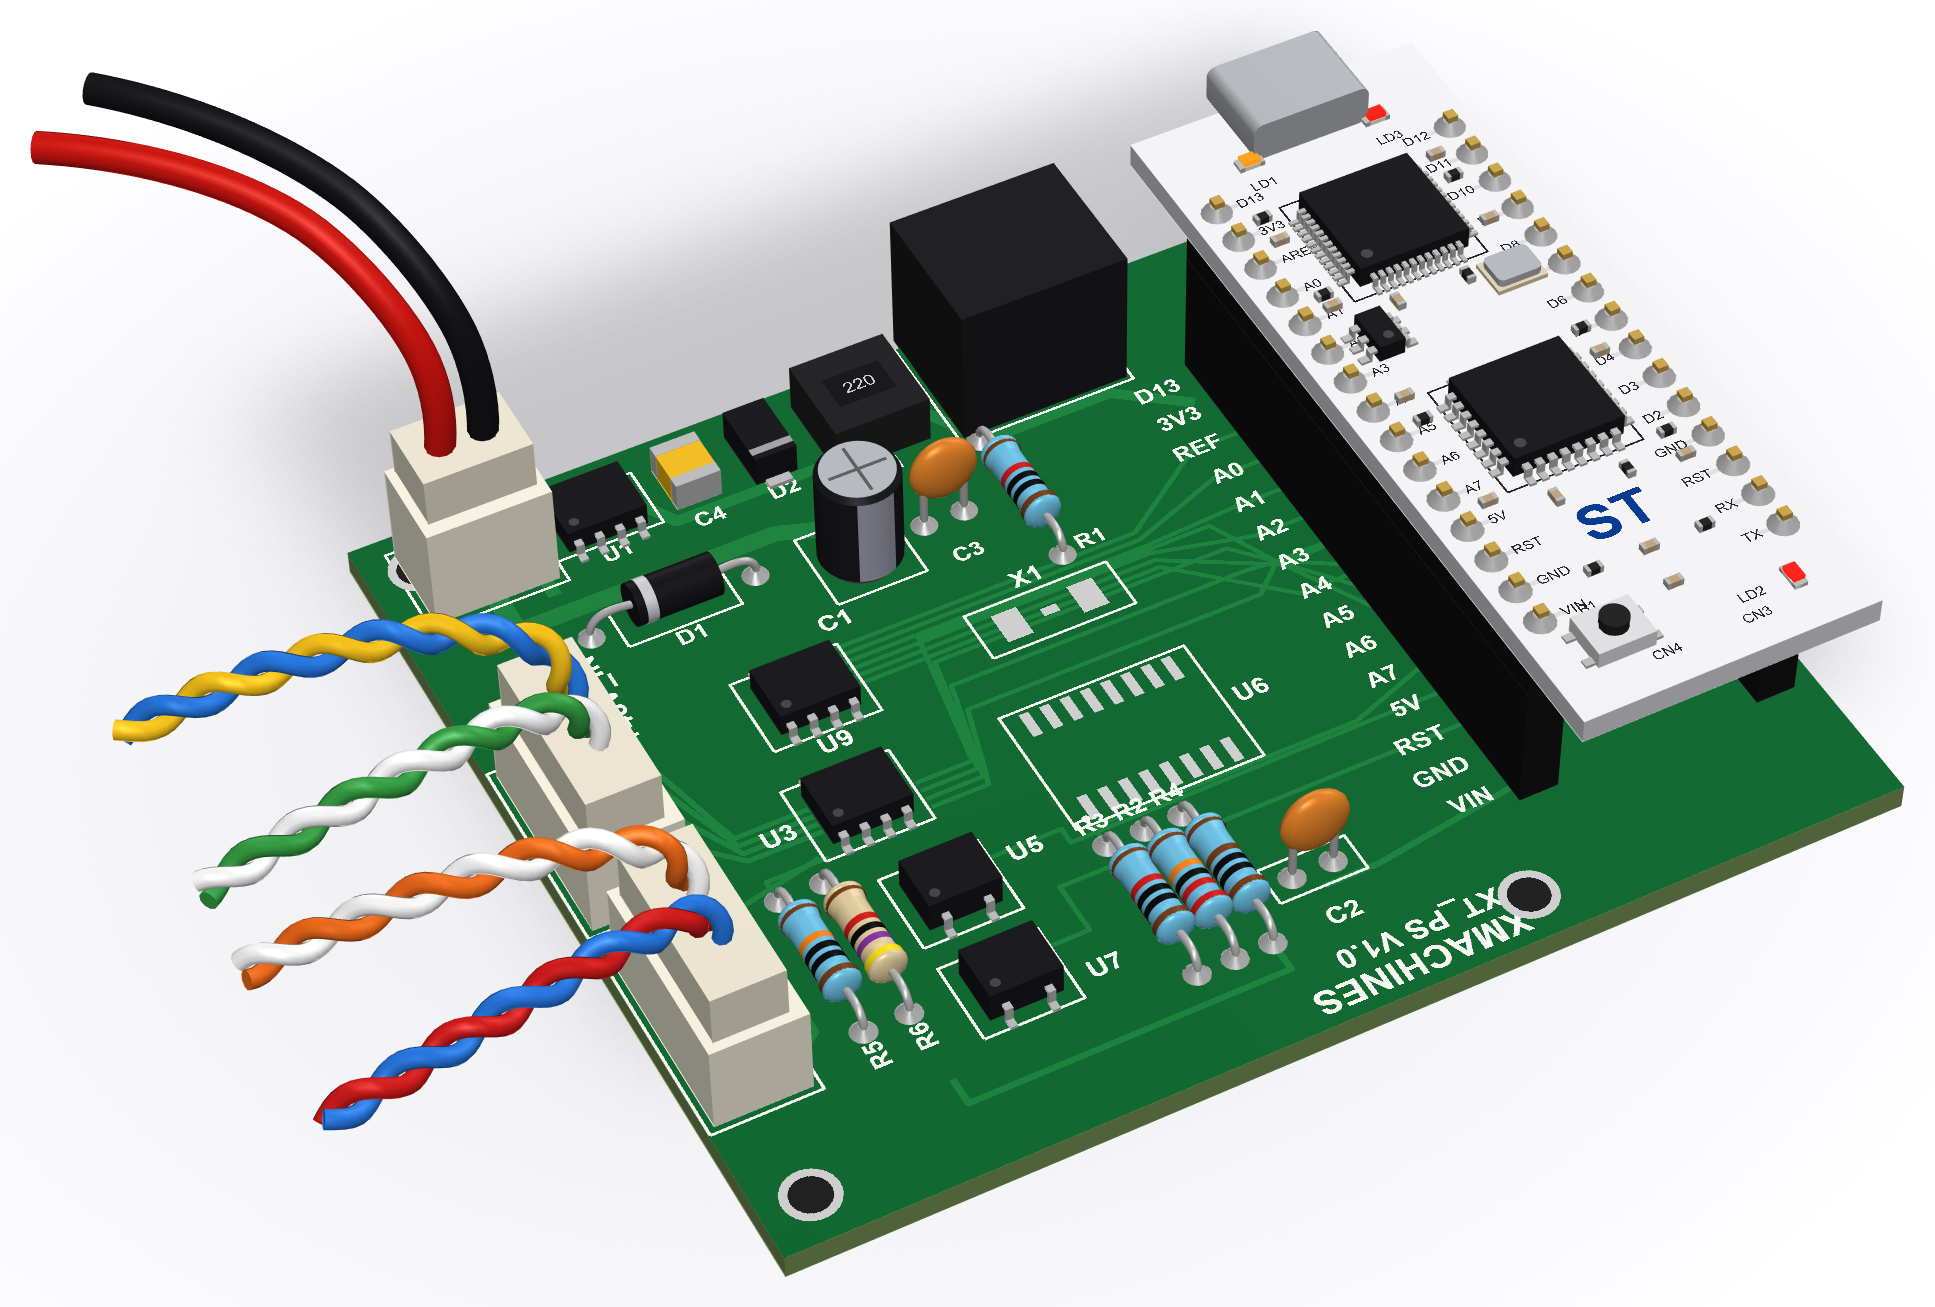 LD3
D12
D11
D10
D8
D6
D4
D3
D2
GND
RST
RX
TX
LD1
D13
3V3
A0
A3
A5
A6
A7
5V
RST
GND
VIN
ST
LD2
CN3
CN4
220
D13
3V3
REF
A0
A1
A2
A3
A4
A5
A6
A7
5V
RST
GND
VIN
U1
C4
D2
D1
C1
C3
R1
X1
U9
U3
U6
U5
U7
R3 R2 R4
R5
R6
C2
XT_PS V1.0
XMACHINES